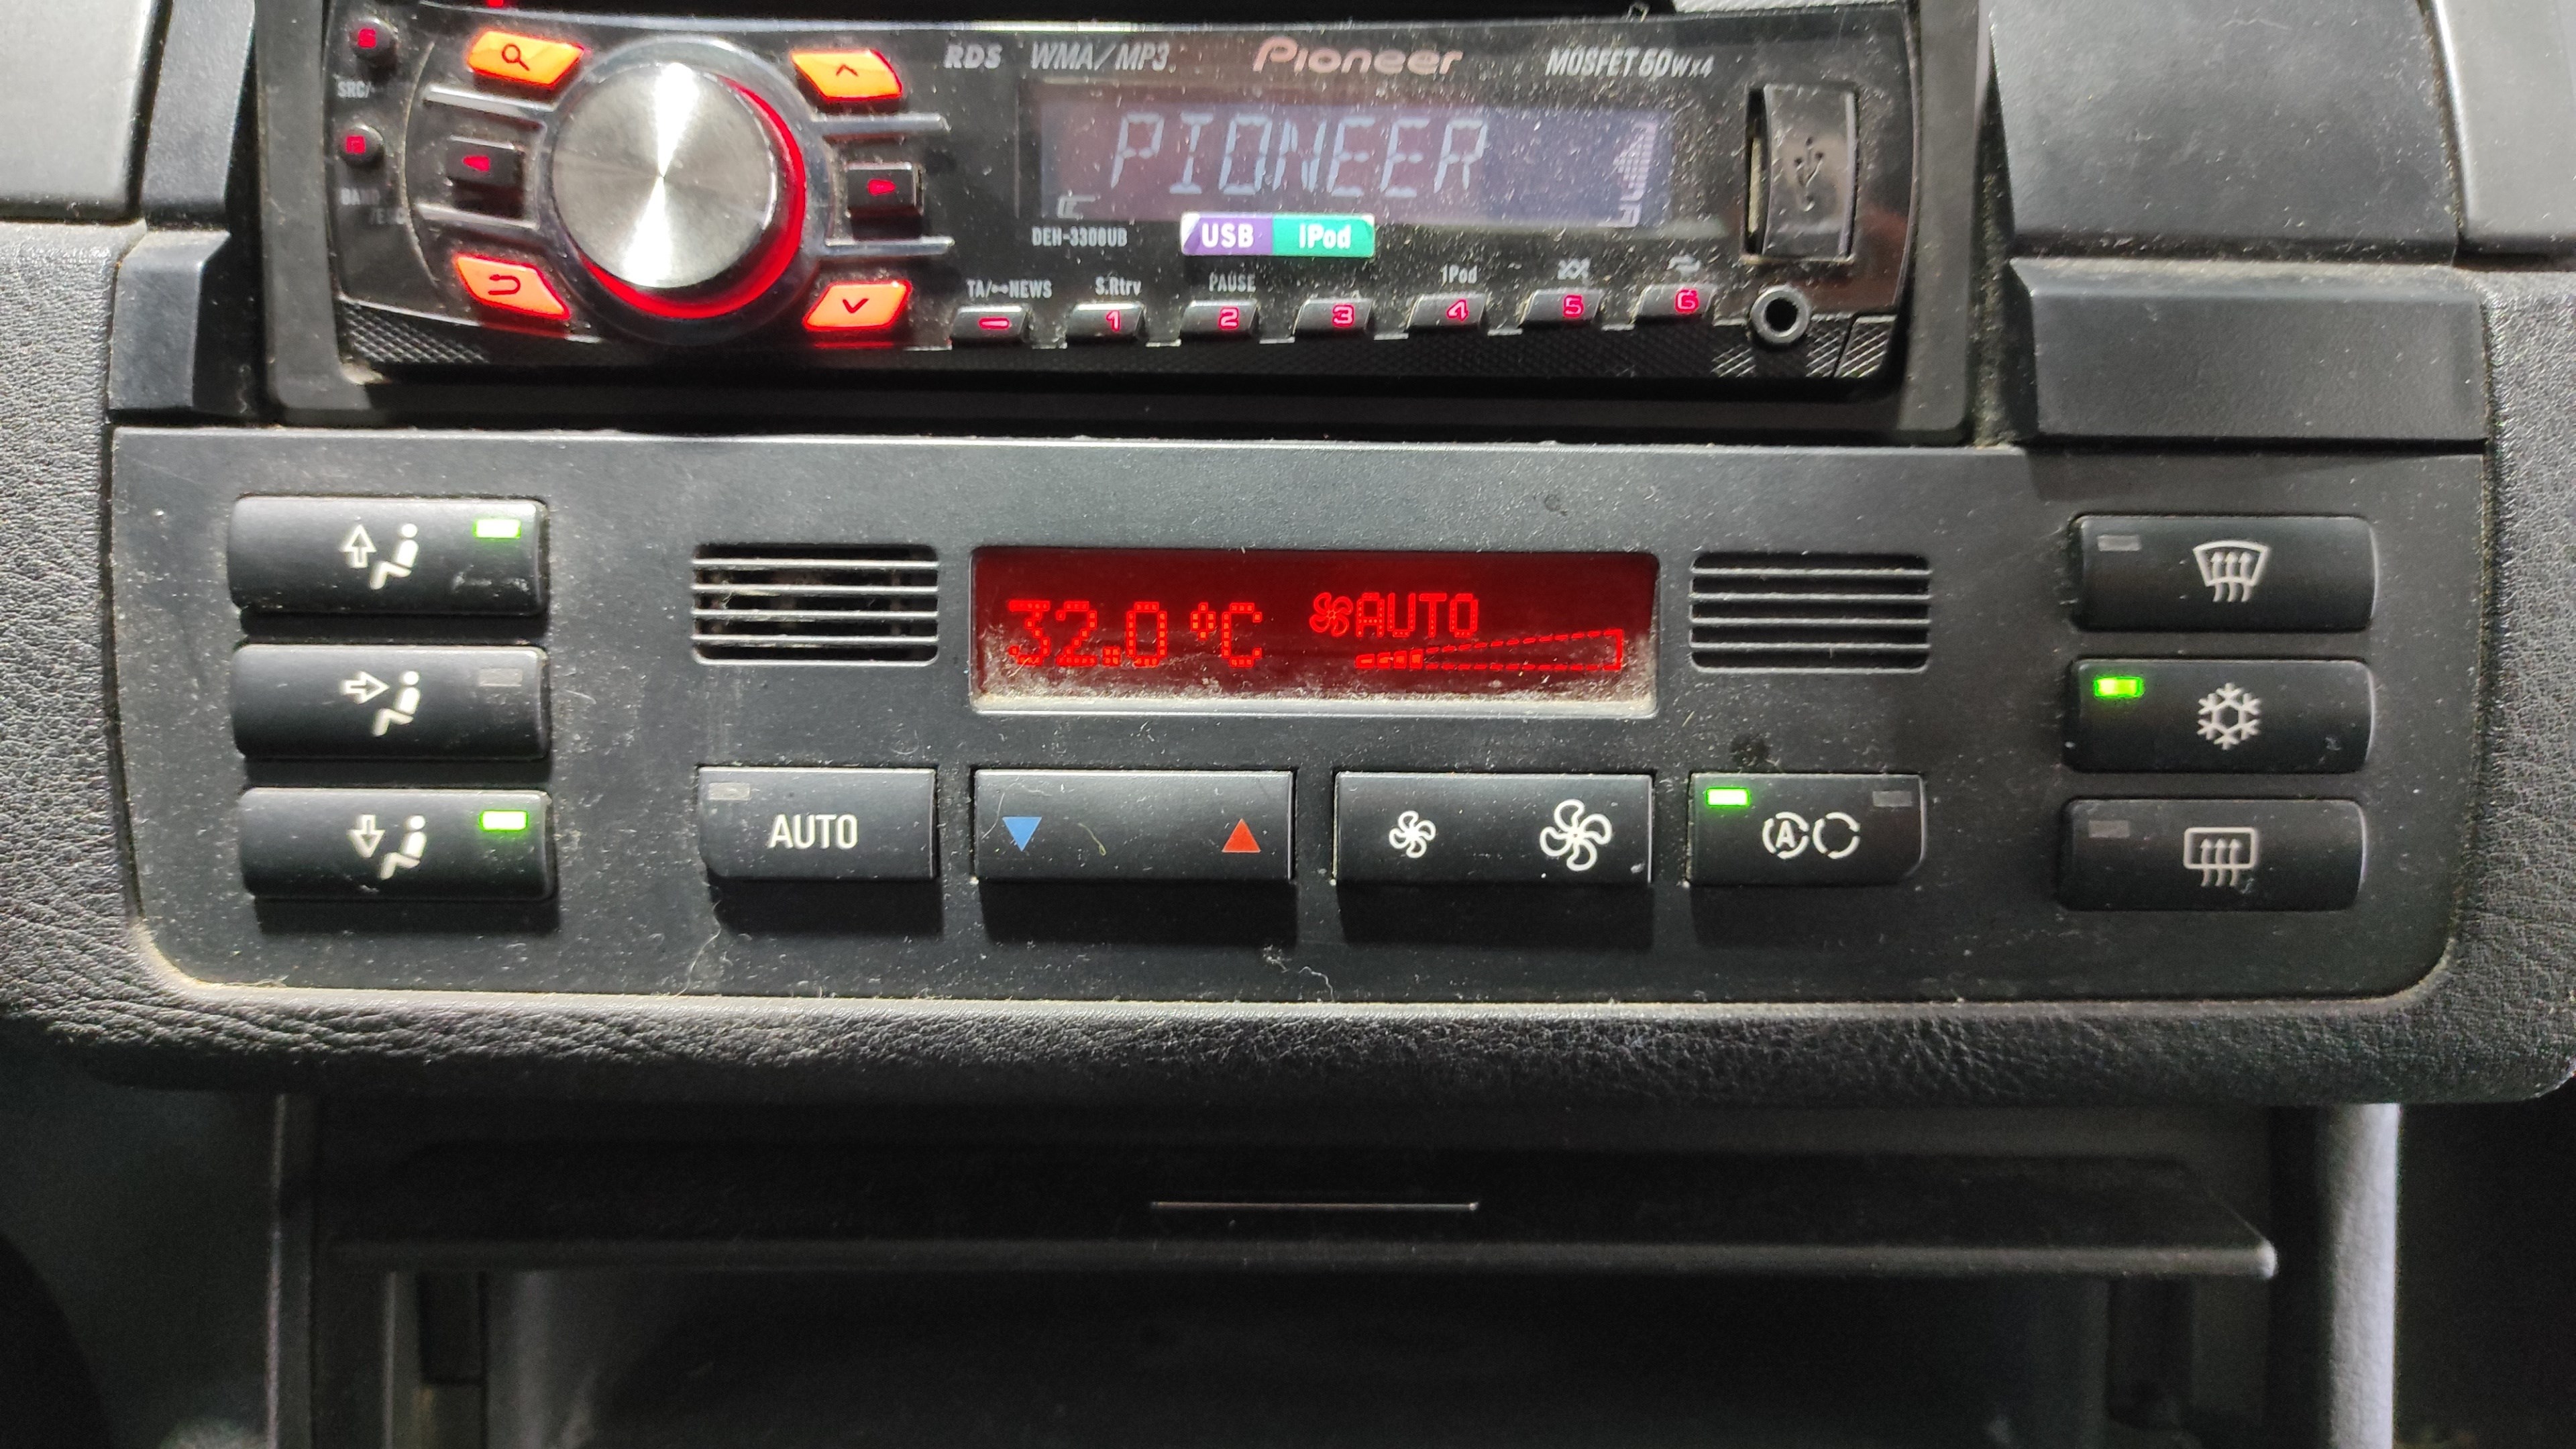 RDS WMA/MP3 Pioneer MOSFET 50Wx4
SRC/
PIONEER
DEH-3300UB USB iPod
TA/NEWS S.Rtrv PAUSE iPod
1 2 3 4 5 6
32.0 °C AUTO
AUTO A